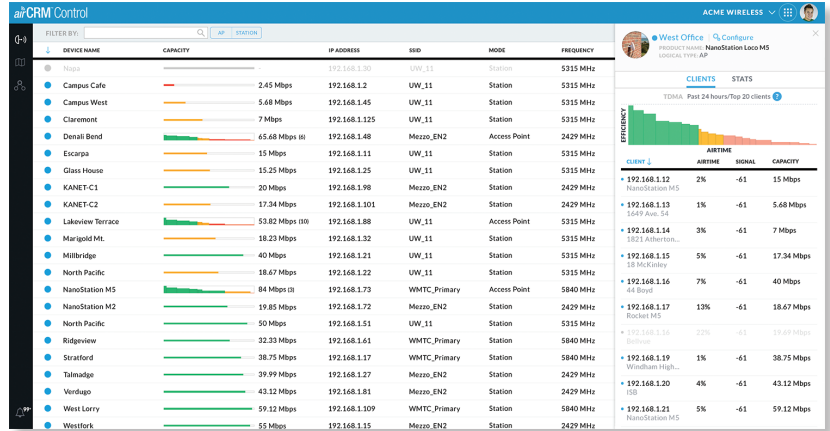 airCRM™Control
ACME WIRELESS
FILTER BY: AP STATION
DEVICE NAME CAPACITY IP ADDRESS SSID MODE FREQUENCY
Napa - 192.168.1.30 UW_11 Station 5315 MHz
Campus Cafe 2.45 Mbps 192.168.1.2 UW_11 Station 5315 MHz
Campus West 5.68 Mbps 192.168.1.45 UW_11 Station 5315 MHz
Claremont 7 Mbps 192.168.1.125 UW_11 Station 5315 MHz
Denali Bend 65.68 Mbps (6) 192.168.1.48 Mezzo_EN2 Access Point 2429 MHz
Escarpa 15 Mbps 192.168.1.11 UW_11 Station 5315 MHz
Glass House 15.25 Mbps 192.168.1.25 UW_11 Station 5315 MHz
KANET-C1 20 Mbps 192.168.1.98 Mezzo_EN2 Station 2429 MHz
KANET-C2 17.34 Mbps 192.168.1.101 Mezzo_EN2 Station 2429 MHz
Lakeview Terrace 53.82 Mbps (10) 192.168.1.88 UW_11 Access Point 5315 MHz
Marigold Mt. 18.23 Mbps 192.168.1.32 UW_11 Station 5315 MHz
Millbridge 40 Mbps 192.168.1.21 UW_11 Station 5315 MHz
North Pacific 18.67 Mbps 192.168.1.22 UW_11 Station 5315 MHz
NanoStation M5 84 Mbps (3) 192.168.1.73 WMTC_Primary Access Point 5840 MHz
NanoStation M2 19.85 Mbps 192.168.1.72 Mezzo_EN2 Station 2429 MHz
North Pacific 50 Mbps 192.168.1.51 UW_11 Station 5315 MHz
Ridgeview 32.33 Mbps 192.168.1.61 WMTC_Primary Station 5840 MHz
Stratford 38.75 Mbps 192.168.1.17 WMTC_Primary Station 5840 MHz
Talmadge 39.99 Mbps 192.168.1.27 Mezzo_EN2 Station 2429 MHz
Verdugo 43.12 Mbps 192.168.1.81 Mezzo_EN2 Station 2429 MHz
West Lorry 59.12 Mbps 192.168.1.109 WMTC_Primary Station 5840 MHz
Westfork 55 Mbps 192.168.1.15 Mezzo_EN2 Station 2429 MHz
99+
West Office Configure
PRODUCT NAME: NanoStation Loco M5
LOGICAL TYPE: AP
CLIENTS STATS
TDMA Past 24 hours/Top 20 clients ?
EFFICIENCY
AIRTIME
CLIENT AIRTIME SIGNAL CAPACITY
192.168.1.12 2% -61 15 Mbps
NanoStation M5
192.168.1.13 1% -61 5.68 Mbps
1649 Ave. 54
192.168.1.14 3% -61 7 Mbps
1821 Atherton...
192.168.1.15 5% -61 17.34 Mbps
18 McKinley
192.168.1.16 7% -61 40 Mbps
44 Boyd
192.168.1.17 13% -61 18.67 Mbps
Rocket M5
192.168.1.16 22% -61 19.69 Mbps
Bellvue
192.168.1.19 1% -61 38.75 Mbps
Windham High...
192.168.1.20 4% -61 43.12 Mbps
ISB
192.168.1.21 5% -61 59.12 Mbps
NanoStation M5